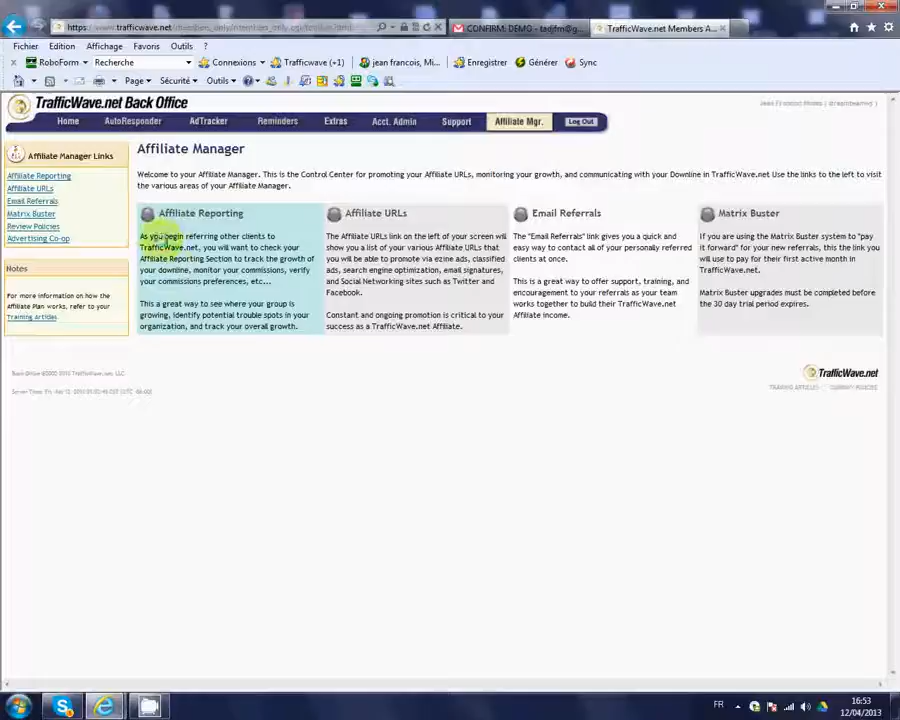 https://www.trafficwave.net
CONFIRM: DEMO - tadjfm@g...
TrafficWave.net Members A...
Fichier Edition Affichage Favoris Outils ?
RoboForm Recherche Connexions Trafficwave (+1) jean francois, Mi... Enregistrer Générer Sync
Page Sécurité Outils
TrafficWave.net Back Office
Home AutoResponder AdTracker Reminders Extras Acct. Admin Support Affiliate Mgr. Log Out
Affiliate Manager Links
Affiliate Reporting
Affiliate URLs
Email Referrals
Matrix Buster
Review Policies
Advertising Co-op
Notes
For more information on how the
Affiliate Plan works, refer to your
Training Articles
Affiliate Manager
Welcome to your Affiliate Manager. This is the Control Center for promoting your Affiliate URLs, monitoring your growth, and communicating with your Downline in TrafficWave.net Use the links to the left to visit
the various areas of your Affiliate Manager.
Affiliate Reporting
As you begin referring other clients to
TrafficWave.net, you will want to check your
Affiliate Reporting Section to track the growth of
your downline, monitor your commissions, verify
your commissions preferences, etc...
This a great way to see where your group is
growing, identify potential trouble spots in your
organization, and track your overall growth.
Affiliate URLs
The Affiliate URLs link on the left of your screen will
show you a list of your various Affiliate URLs that
you will be able to promote via ezine ads, classified
ads, search engine optimization, email signatures,
and Social Networking sites such as Twitter and
Facebook.
Constant and ongoing promotion is critical to your
success as a TrafficWave.net Affiliate.
Email Referrals
The "Email Referrals" link gives you a quick and
easy way to contact all of your personally referred
clients at once.
This is a great way to offer support, training, and
encouragement to your referrals as your team
works together to build their TrafficWave.net
Affiliate income.
Matrix Buster
If you are using the Matrix Buster system to "pay
it forward" for your new referrals, this the link you
will use to pay for their first active month in
TrafficWave.net.
Matrix Buster upgrades must be completed before
the 30 day trial period expires.
TrafficWave.net
TRAINING ARTICLES COMPANY POLICIES
FR
16:53
12/04/2013